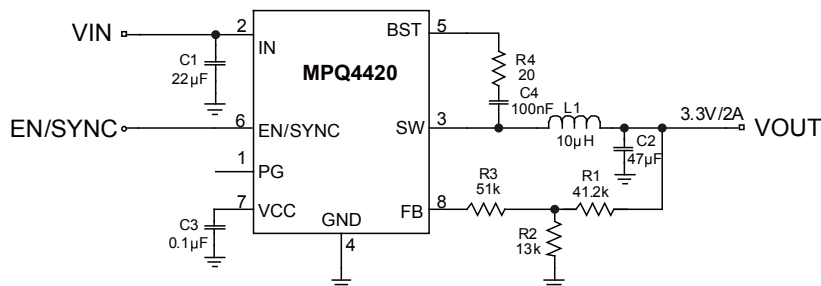 VIN
2
IN
C1
22µF
MPQ4420
BST
5
R4
20
C4
100nF
EN/SYNC
6
EN/SYNC
SW
3
L1
10µH
3.3V/2A
VOUT
C2
47µF
1
PG
7
VCC
C3
0.1µF
GND
4
FB
8
R3
51k
R1
41.2k
R2
13k